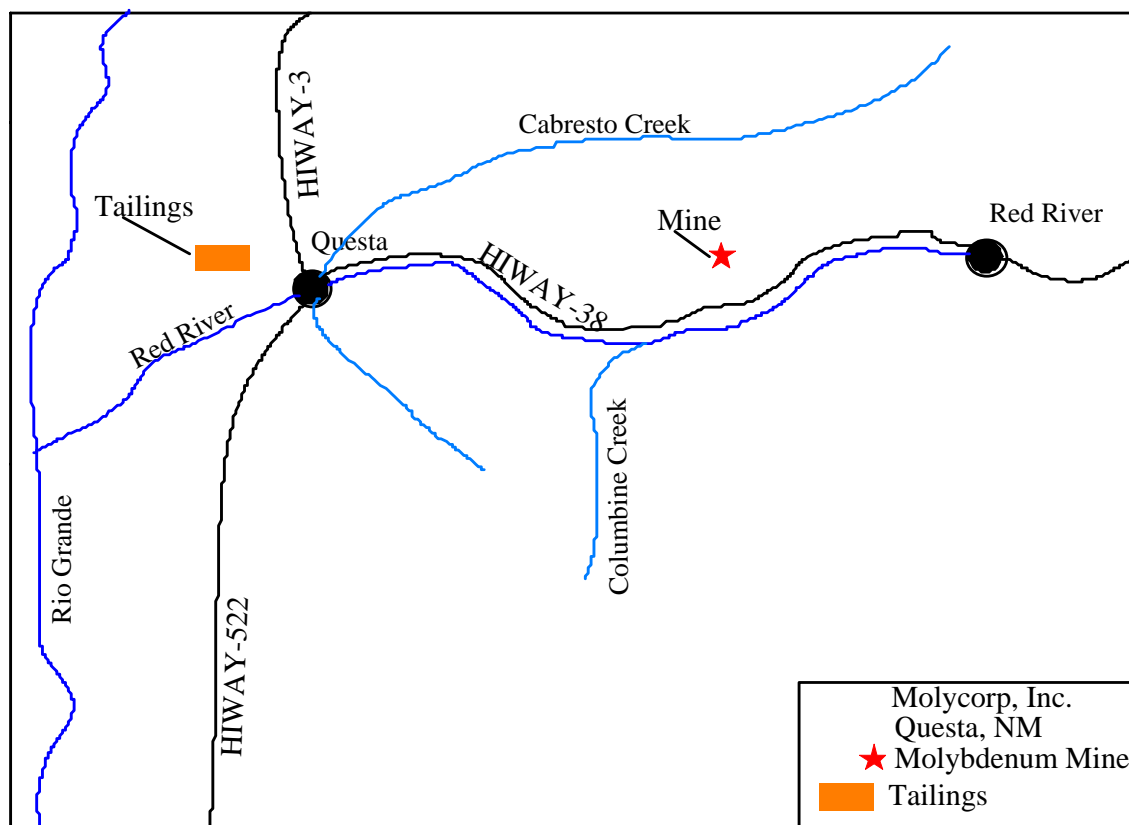 HIWAY-3
Cabresto Creek
Tailings
Questa
Mine
Red River
HIWAY-38
Red River
Columbine Creek
Rio Grande
HIWAY-522
Molycorp, Inc.
Questa, NM
Molybdenum Mine
Tailings